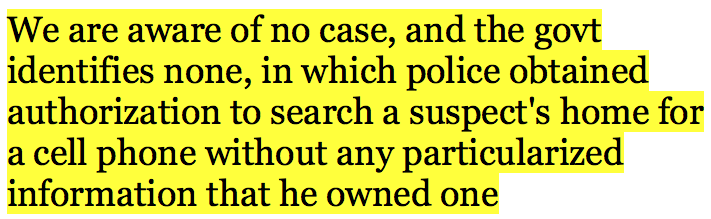 We are aware of no case, and the govt
identifies none, in which police obtained
authorization to search a suspect's home for
a cell phone without any particularized
information that he owned one